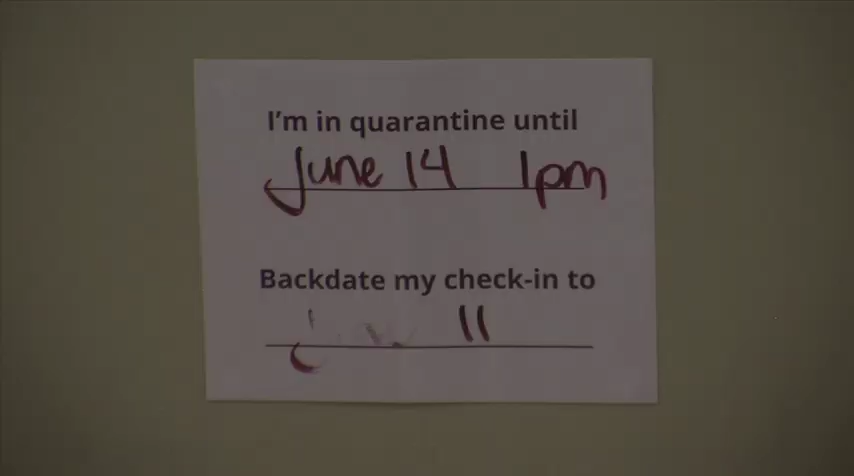 I'm in quarantine until
June 14 1pm
Backdate my check-in to
11